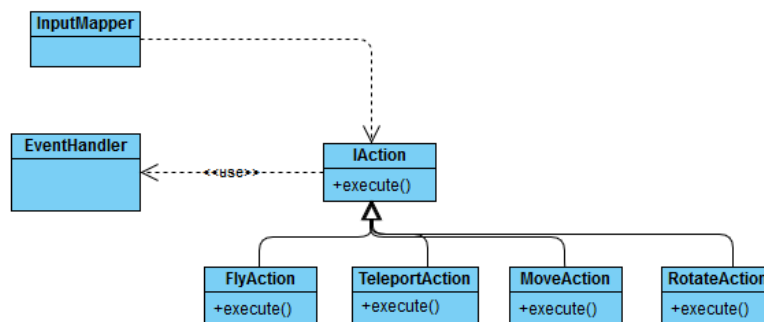 InputMapper
EventHandler
<<use>>
IAction
+execute()
FlyAction
+execute()
TeleportAction
+execute()
MoveAction
+execute()
RotateAction
+execute()